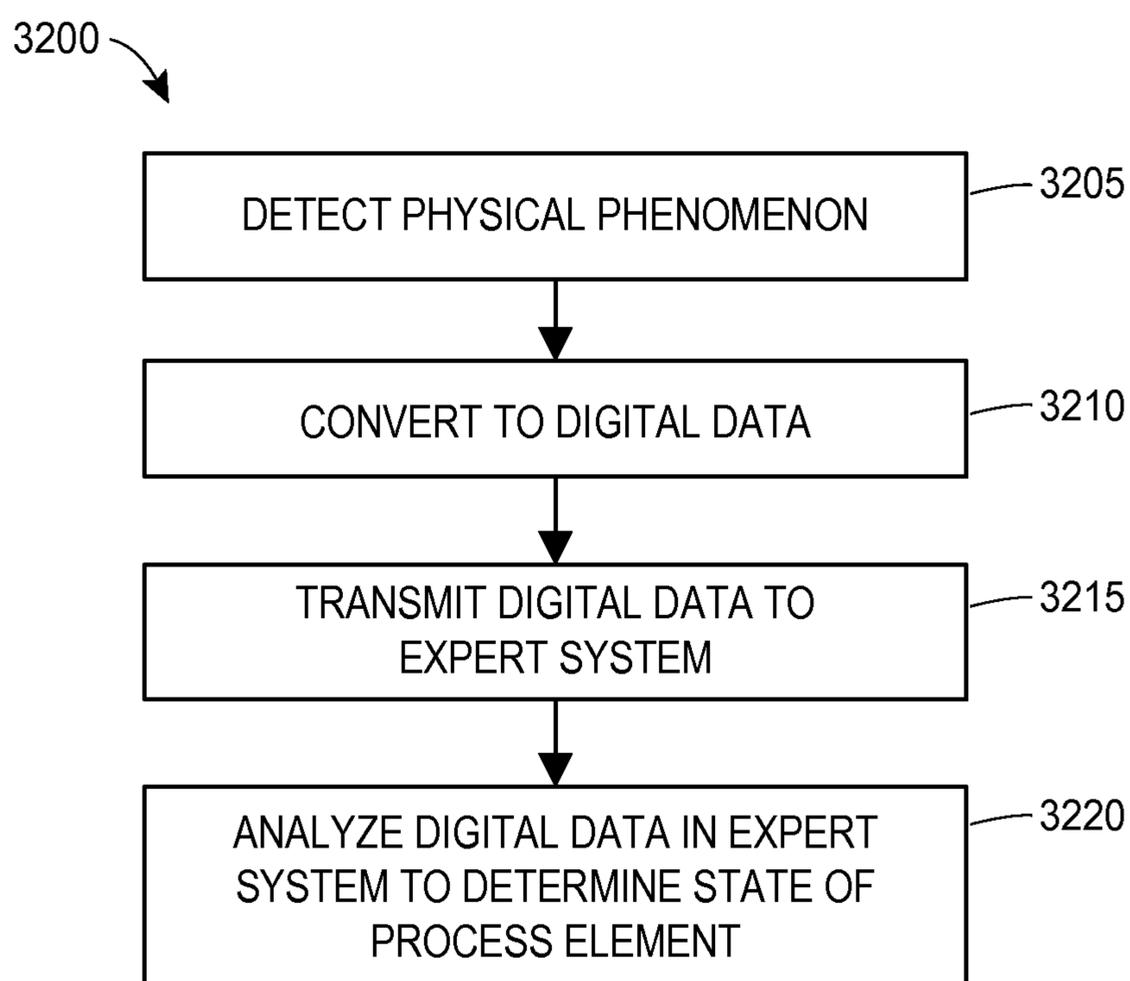 3200
DETECT PHYSICAL PHENOMENON
3205
CONVERT TO DIGITAL DATA
3210
TRANSMIT DIGITAL DATA TO
EXPERT SYSTEM
3215
ANALYZE DIGITAL DATA IN EXPERT
SYSTEM TO DETERMINE STATE OF
PROCESS ELEMENT
3220